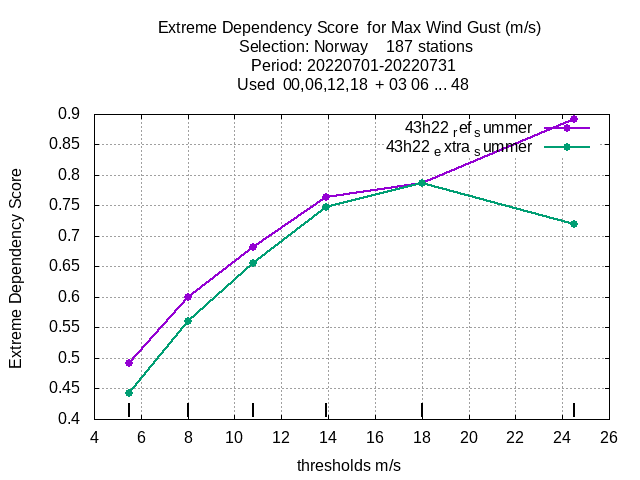 Extreme Dependency Score  for Max Wind Gust (m/s)
Selection: Norway    187 stations
Period: 20220701-20220731
Used  00,06,12,18  + 03 06 ... 48
43h22 ref summer
43h22 extra summer
0.9
0.85
0.8
0.75
0.7
0.65
0.6
0.55
0.5
0.45
0.4
Extreme Dependency Score
4 6 8 10 12 14 16 18 20 22 24 26
thresholds m/s